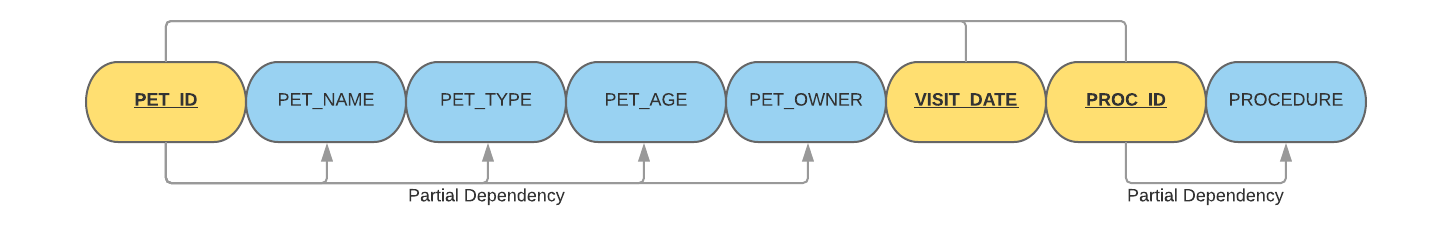 PET_ID PET_NAME PET_TYPE PET_AGE PET_OWNER VISIT_DATE PROC_ID PROCEDURE
Partial Dependency Partial Dependency